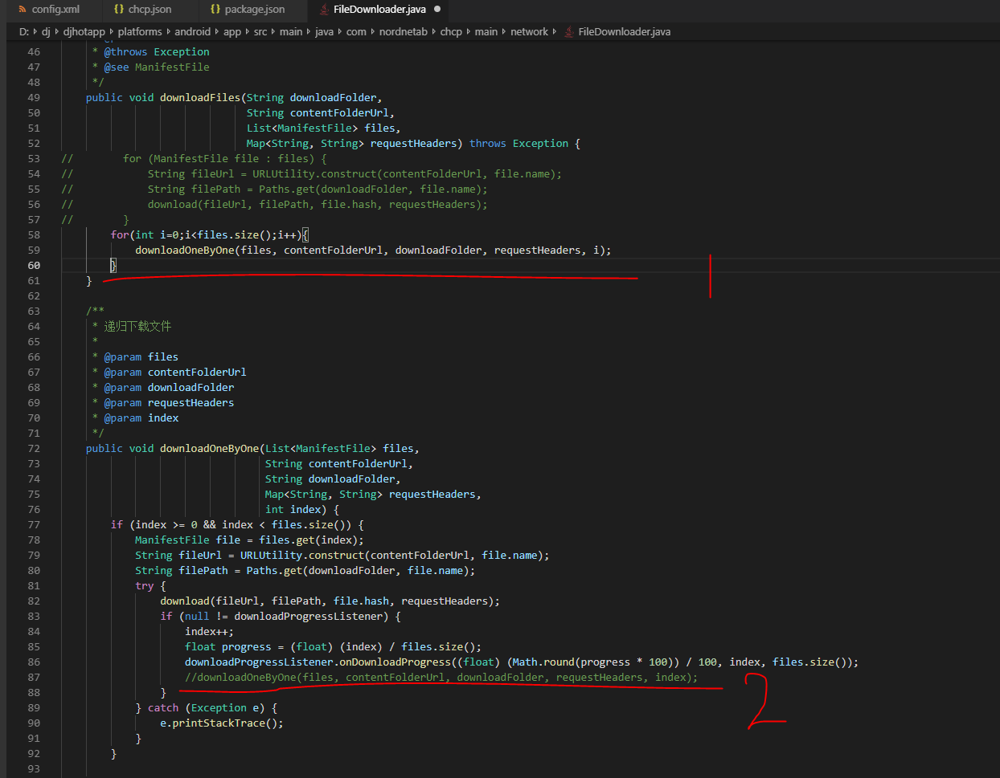 config.xml {} chcp.json {} package.json FileDownloader.java ●
D: › dj › djhotapp › platforms › android › app › src › main › java › com › nordnetab › chcp › main › network › FileDownloader.java
46 * @throws Exception
47 * @see ManifestFile
48 */
49 public void downloadFiles(String downloadFolder,
50 String contentFolderUrl,
51 List<ManifestFile> files,
52 Map<String, String> requestHeaders) throws Exception {
53 // for (ManifestFile file : files) {
54 // String fileUrl = URLUtility.construct(contentFolderUrl, file.name);
55 // String filePath = Paths.get(downloadFolder, file.name);
56 // download(fileUrl, filePath, file.hash, requestHeaders);
57 // }
58 for(int i=0;i<files.size();i++){
59 downloadOneByOne(files, contentFolderUrl, downloadFolder, requestHeaders, i);
60 }
61 }
1
62
63 /**
64 * 递归下载文件
65 *
66 * @param files
67 * @param contentFolderUrl
68 * @param downloadFolder
69 * @param requestHeaders
70 * @param index
71 */
72 public void downloadOneByOne(List<ManifestFile> files,
73 String contentFolderUrl,
74 String downloadFolder,
75 Map<String, String> requestHeaders,
76 int index) {
77 if (index >= 0 && index < files.size()) {
78 ManifestFile file = files.get(index);
79 String fileUrl = URLUtility.construct(contentFolderUrl, file.name);
80 String filePath = Paths.get(downloadFolder, file.name);
81 try {
82 download(fileUrl, filePath, file.hash, requestHeaders);
83 if (null != downloadProgressListener) {
84 index++;
85 float progress = (float) (index) / files.size();
86 downloadProgressListener.onDownloadProgress((float) (Math.round(progress * 100)) / 100, index, files.size());
87 //downloadOneByOne(files, contentFolderUrl, downloadFolder, requestHeaders, index);
88 }
2
89 } catch (Exception e) {
90 e.printStackTrace();
91 }
92 }
93